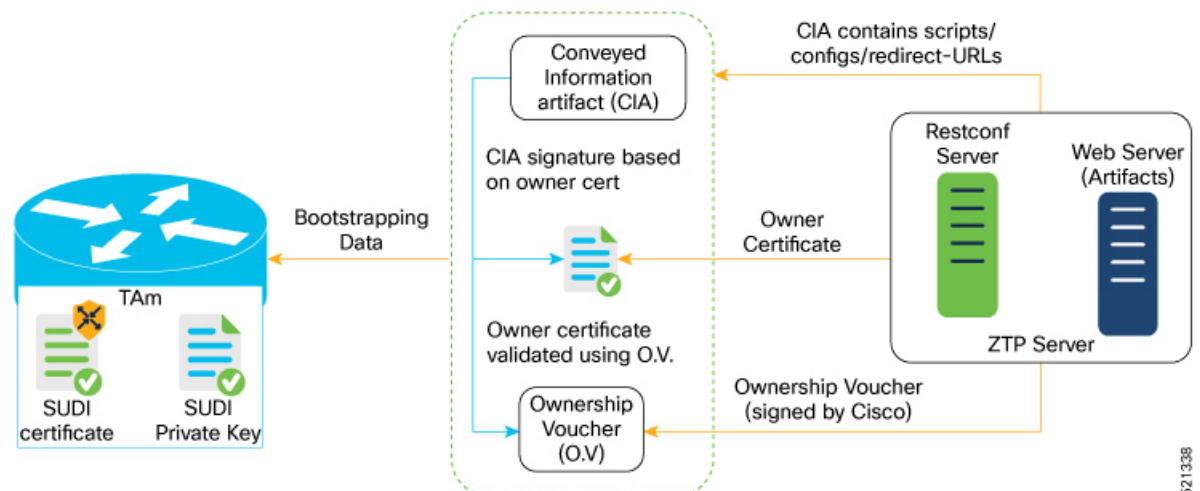 TAm
SUDI
certificate
SUDI
Private Key
Bootstrapping
Data
Conveyed
Information
artifact (CIA)
CIA signature based
on owner cert
Owner certificate
validated using O.V.
Ownership
Voucher
(O.V)
CIA contains scripts/
configs/redirect-URLs
Owner
Certificate
Ownership Voucher
(signed by Cisco)
Restconf
Server
Web Server
(Artifacts)
ZTP Server
521338